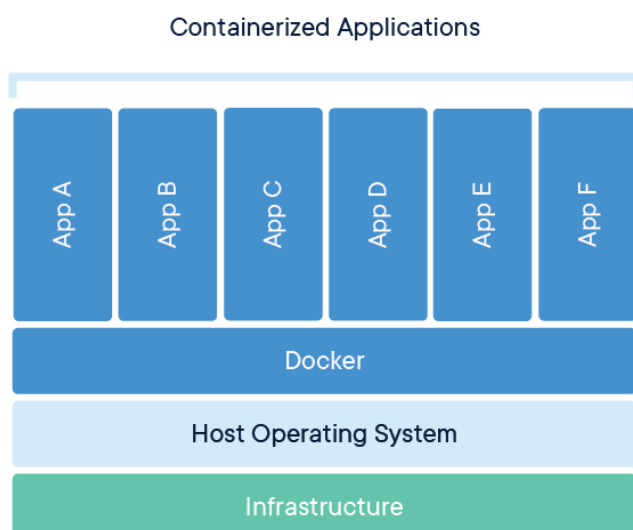 Containerized Applications
App A
App B
App C
App D
App E
App F
Docker
Host Operating System
Infrastructure